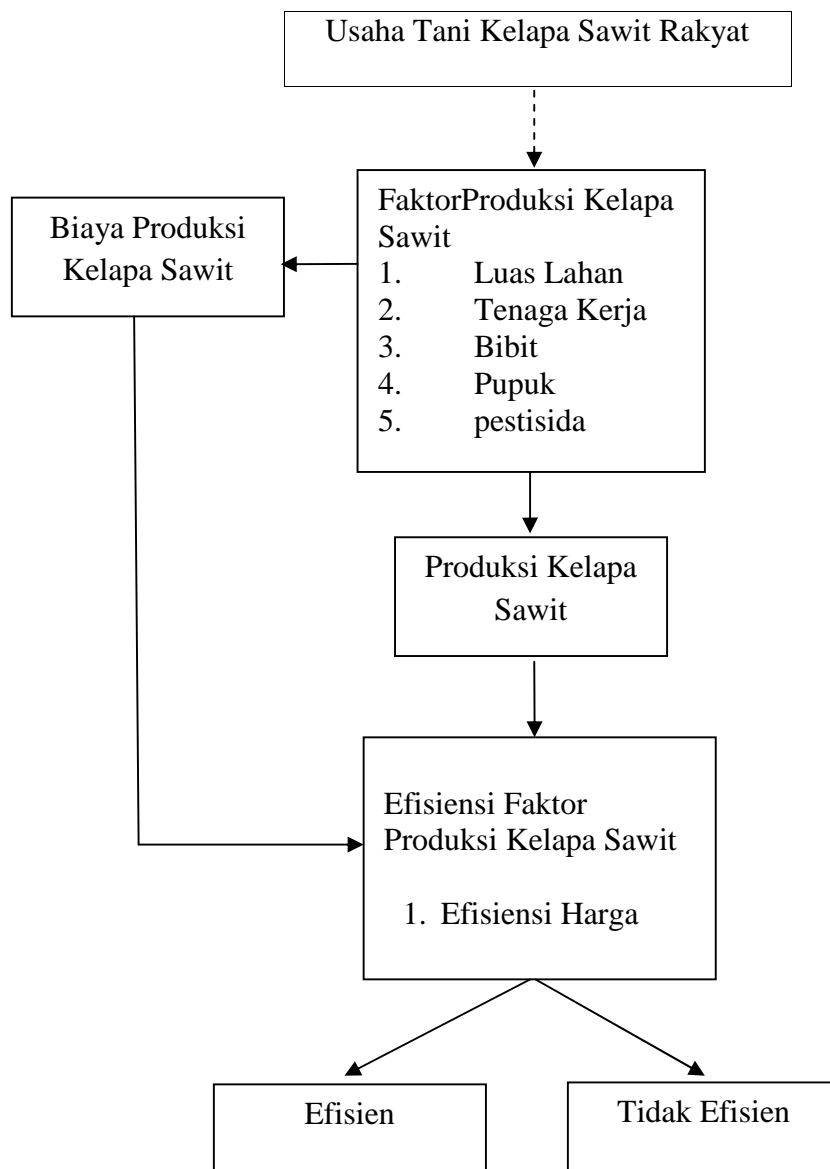 Usaha Tani Kelapa Sawit Rakyat
Biaya Produksi
Kelapa Sawit
FaktorProduksi Kelapa
Sawit
1. Luas Lahan
2. Tenaga Kerja
3. Bibit
4. Pupuk
5. pestisida
Produksi Kelapa
Sawit
Efisiensi Faktor
Produksi Kelapa Sawit
1. Efisiensi Harga
Efisien
Tidak Efisien